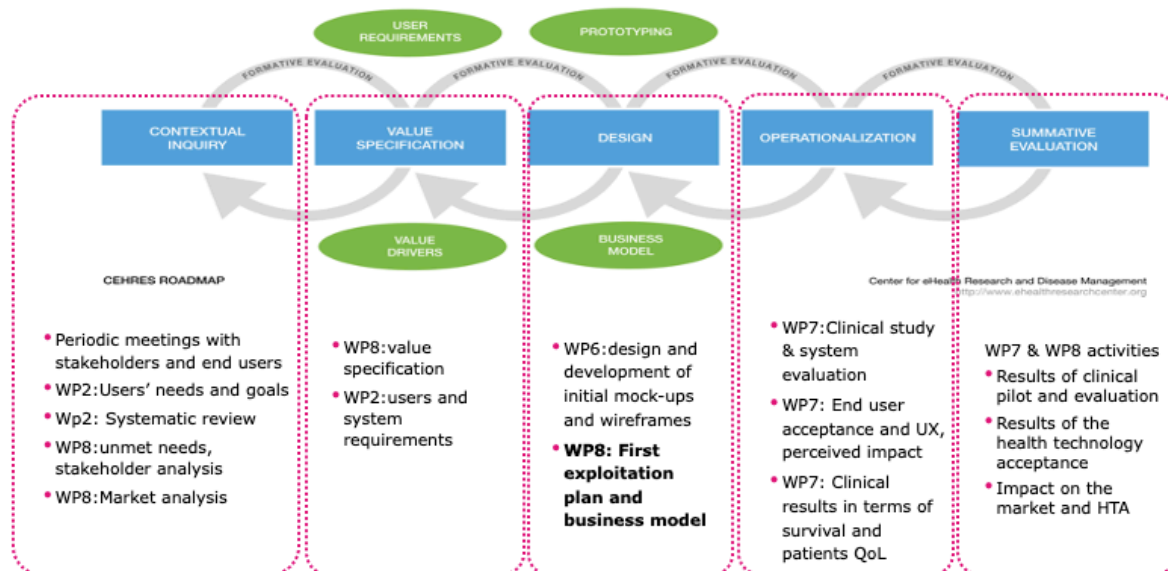 USER
REQUIREMENTS
PROTOTYPING
FORMATIVE EVALUATION
FORMATIVE EVALUATION
FORMATIVE EVALUATION
FORMATIVE EVALUATION
CONTEXTUAL
INQUIRY
VALUE
SPECIFICATION
DESIGN
OPERATIONALIZATION
SUMMATIVE
EVALUATION
VALUE
DRIVERS
BUSINESS
MODEL
CEHRES ROADMAP
Center for eHealth Research and Disease Management
http://www.ehealthresearchcenter.org
• Periodic meetings with
stakeholders and end users
• WP2:Users' needs and goals
• Wp2: Systematic review
• WP8:unmet needs,
stakeholder analysis
• WP8:Market analysis
• WP8:value
specification
• WP2:users and
system
requirements
• WP6:design and
development of
initial mock-ups
and wireframes
• WP8: First
exploitation
plan and
business model
• WP7:Clinical study
& system
evaluation
• WP7: End user
acceptance and UX,
perceived impact
• WP7: Clinical
results in terms of
survival and
patients QoL
WP7 & WP8 activities
• Results of clinical
pilot and evaluation
• Results of the
health technology
acceptance
• Impact on the
market and HTA